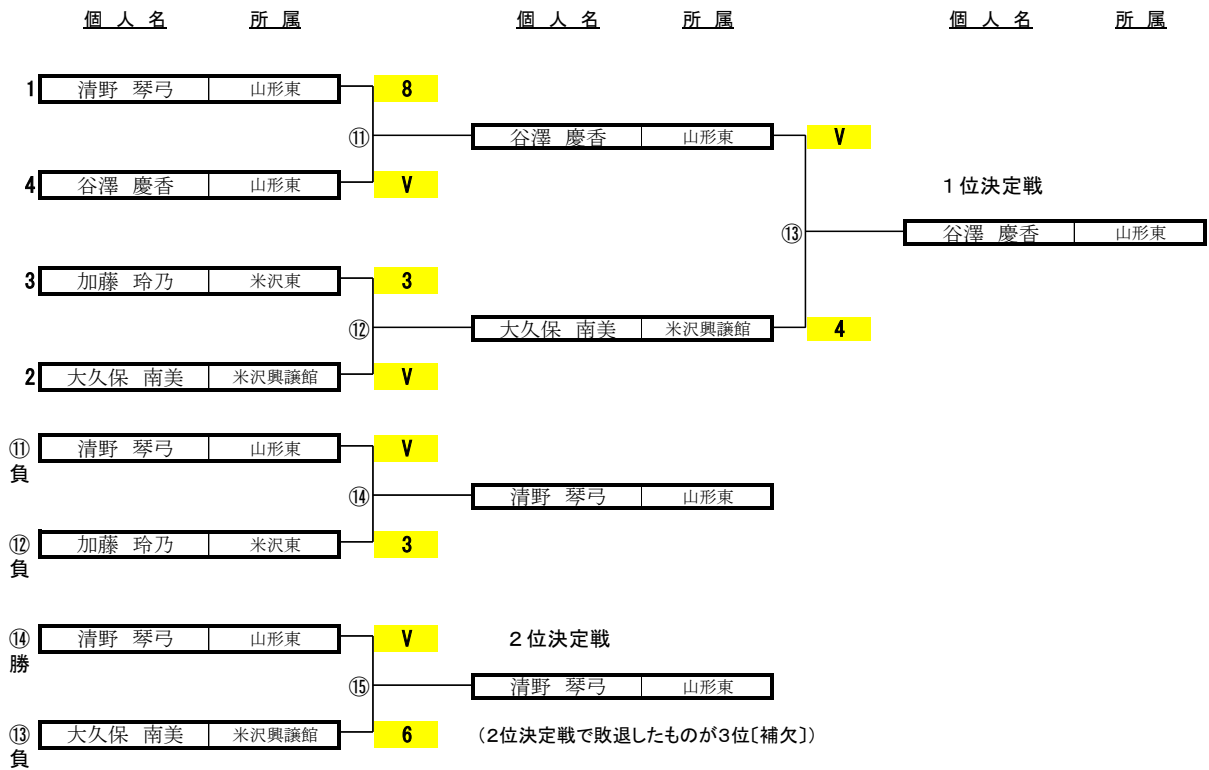 個 人 名 所 属 個 人 名 所 属 個 人 名 所 属
1 清野 琴弓 山形東 8
⑪ 谷澤 慶香 山形東 V
4 谷澤 慶香 山形東 V 1位決定戦
⑬ 谷澤 慶香 山形東
3 加藤 玲乃 米沢東 3
⑫ 大久保 南美 米沢興譲館 4
2 大久保 南美 米沢興譲館 V
⑪負 清野 琴弓 山形東 V
⑭ 清野 琴弓 山形東
⑫負 加藤 玲乃 米沢東 3
⑭勝 清野 琴弓 山形東 V 2位決定戦
⑮ 清野 琴弓 山形東
⑬負 大久保 南美 米沢興譲館 6 (2位決定戦で敗退したものが3位〔補欠〕)